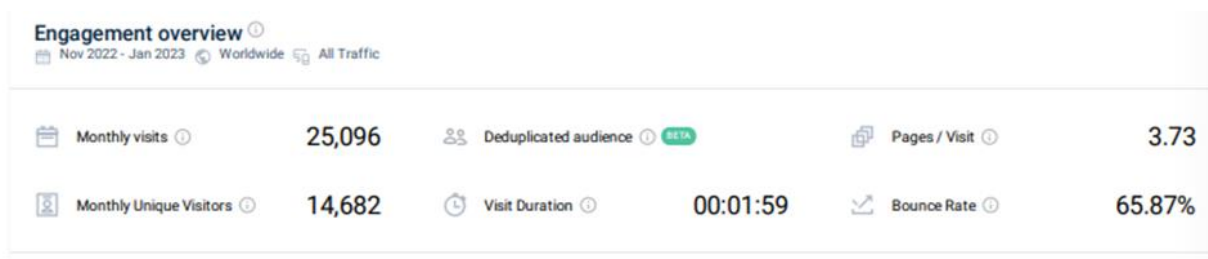 Engagement overview
Nov 2022 - Jan 2023 Worldwide All Traffic
Monthly visits 25,096 Deduplicated audience BETA Pages / Visit 3.73
Monthly Unique Visitors 14,682 Visit Duration 00:01:59 Bounce Rate 65.87%